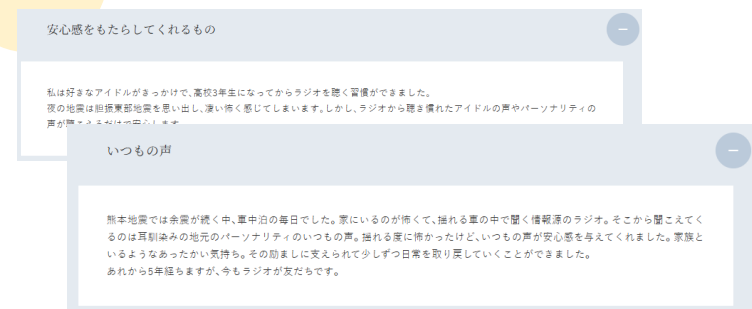 安心感をもたらしてくれるもの
私は好きなアイドルがきっかけで、高校3年生になってからラジオを聴く習慣ができました。
夜の地震は胆振東部地震を思い出し、凄い怖く感じてしまいます。しかし、ラジオから聴き慣れたアイドルの声やパーソナリティの
声が聴こえるだけで安心します
いつもの声
熊本地震では余震が続く中、車中泊の毎日でした。家にいるのが怖くて、揺れる車の中で聞く情報源のラジオ。そこから聞こえてく
るのは耳馴染みの地元のパーソナリティのいつもの声。揺れる度に怖かったけど、いつもの声が安心感を与えてくれました。家族と
いるようなあったかい気持ち。その励ましに支えられて少しずつ日常を取り戻していくことができました。
あれから5年経ちますが、今もラジオが友だちです。